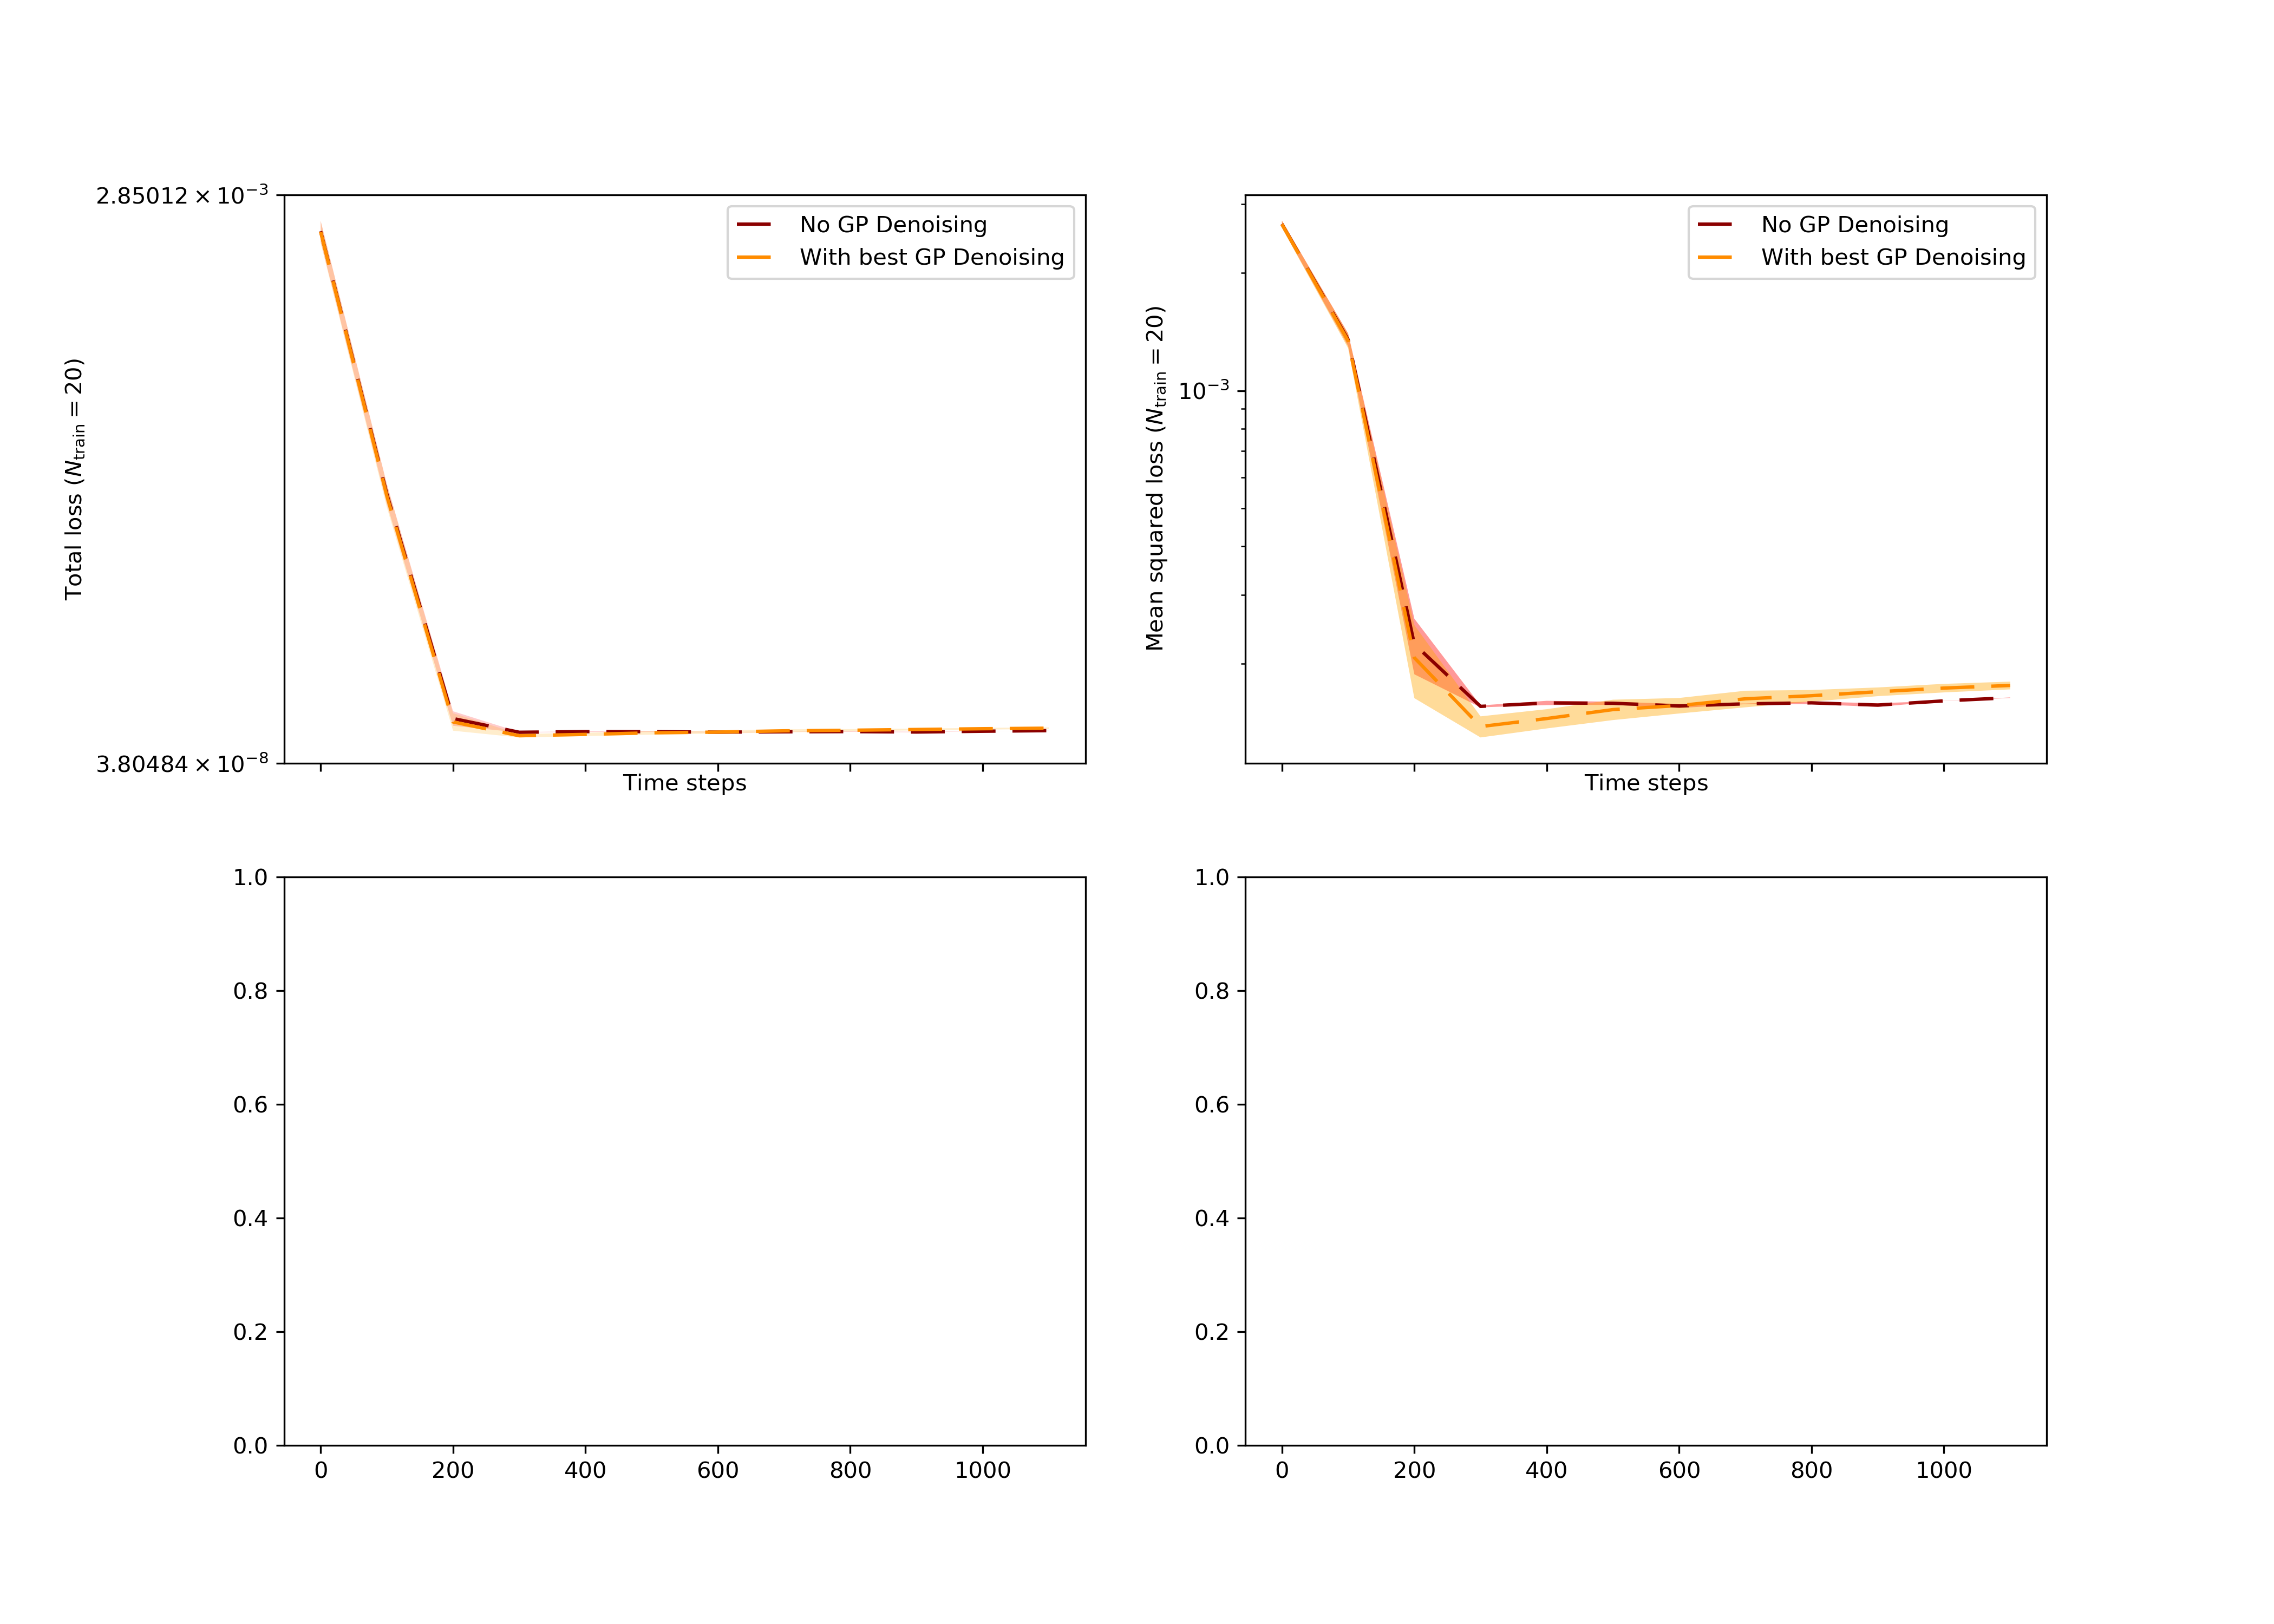 2.85012 × 10⁻³
Total loss (Nₜᵣₐᵢₙ = 20)
3.80484 × 10⁻⁸
No GP Denoising
With best GP Denoising
Time steps
Mean squared loss (Nₜᵣₐᵢₙ = 20)
10⁻³
No GP Denoising
With best GP Denoising
Time steps
1.0
0.8
0.6
0.4
0.2
0.0
0 200 400 600 800 1000
1.0
0.8
0.6
0.4
0.2
0.0
0 200 400 600 800 1000